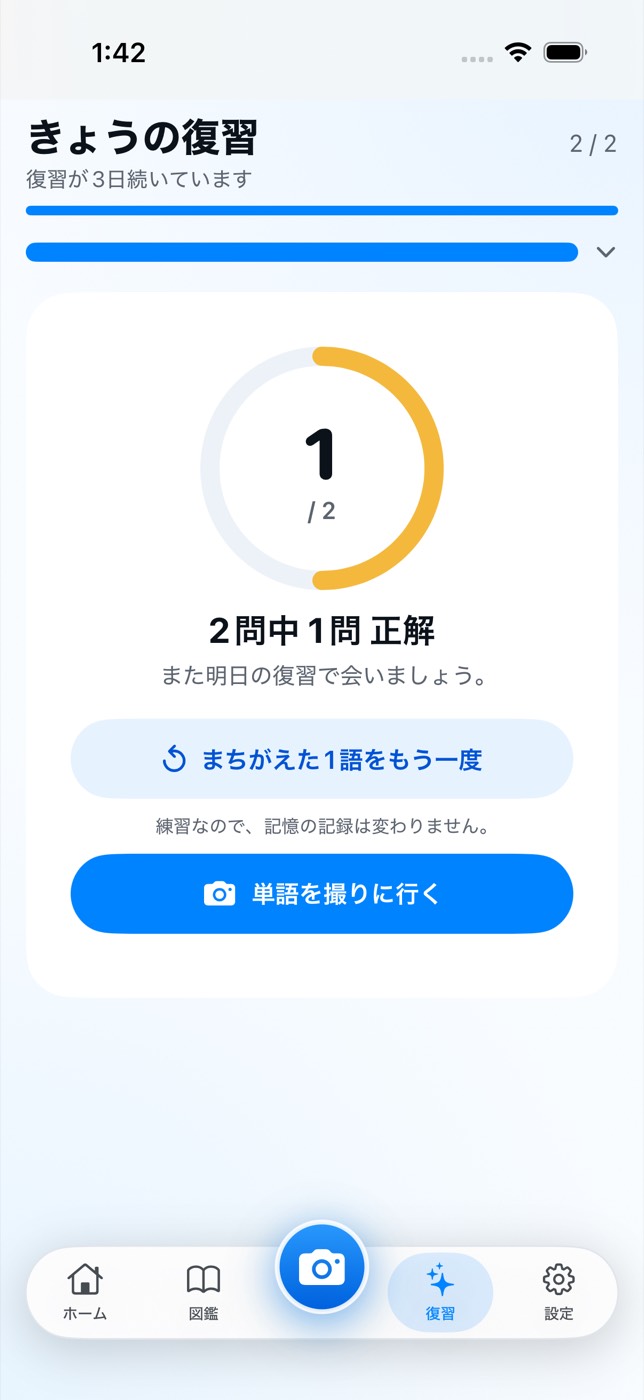 1:42
きょうの復習
2 / 2
復習が3日続いています
1
/ 2
2問中1問 正解
また明日の復習で会いましょう。
まちがえた1語をもう一度
練習なので、記憶の記録は変わりません。
単語を撮りに行く
ホーム
図鑑
復習
設定